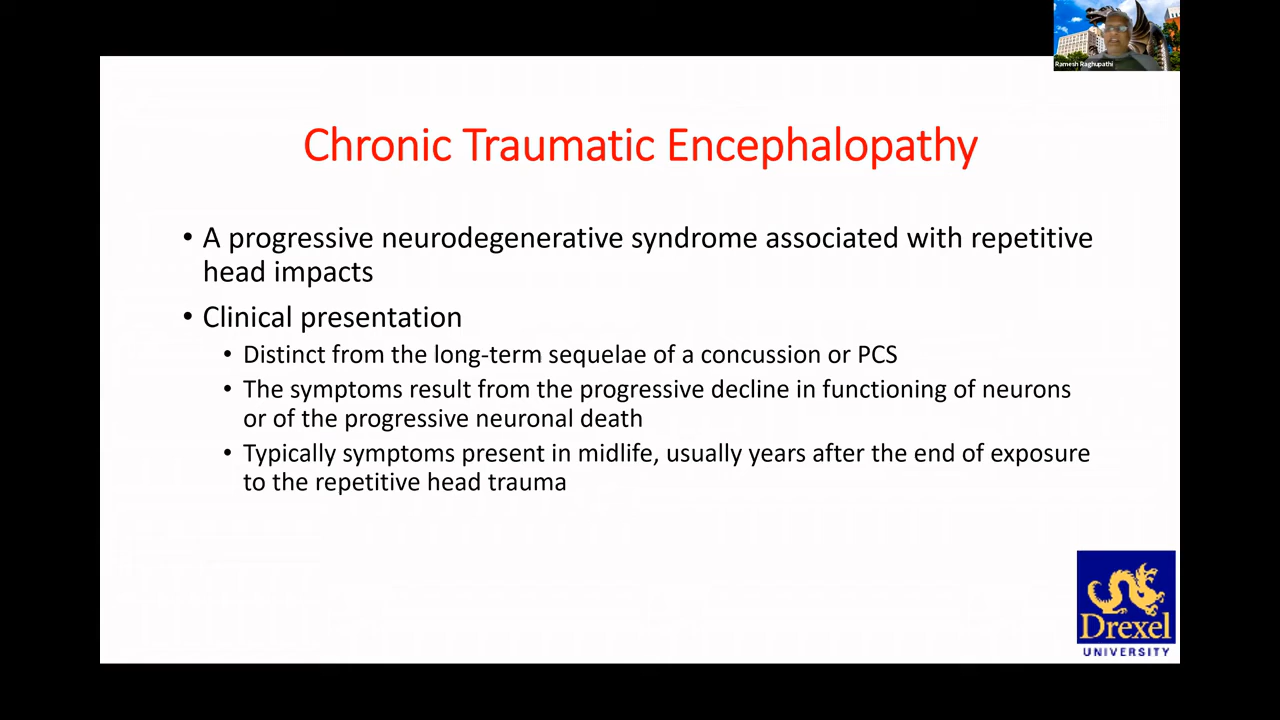 Ramesh Raghupathi
Chronic Traumatic Encephalopathy
• A progressive neurodegenerative syndrome associated with repetitive
head impacts
• Clinical presentation
• Distinct from the long-term sequelae of a concussion or PCS
• The symptoms result from the progressive decline in functioning of neurons
or of the progressive neuronal death
• Typically symptoms present in midlife, usually years after the end of exposure
to the repetitive head trauma
Drexel
UNIVERSITY